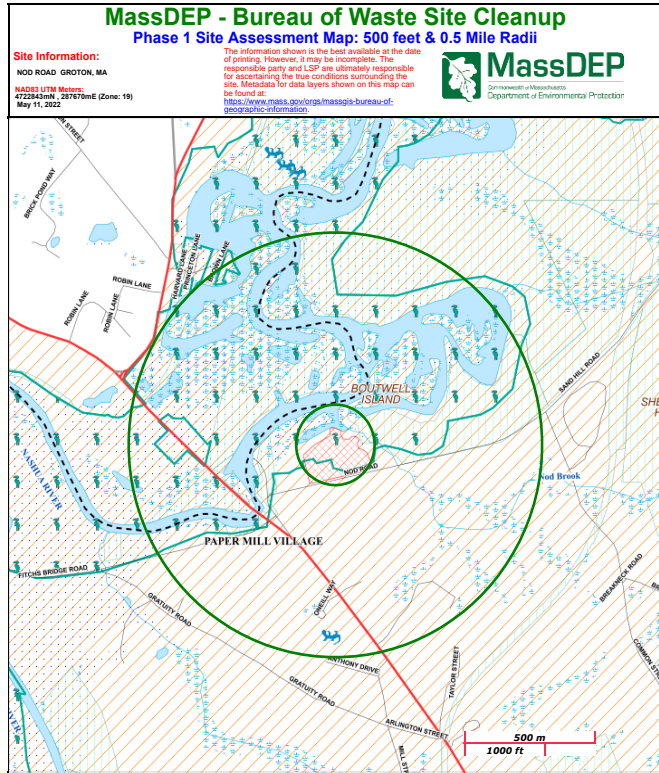 MassDEP - Bureau of Waste Site Cleanup
Phase 1 Site Assessment Map: 500 feet & 0.5 Mile Radii
Site Information:
NOD ROAD GROTON, MA
NAD83 UTM Meters:
4722843mN , 287670mE (Zone: 19)
May 11, 2022
The information shown is the best available at the date
of printing. However, it may be incomplete. The
responsible party and LSP are ultimately responsible
for ascertaining the true conditions surrounding the
site. Metadata for data layers shown on this map can
be found at:
https://www.mass.gov/orgs/massgis-bureau-of-
geographic-information.
MassDEP
Commonwealth of Massachusetts
Department of Environmental Protection
STREET
BRICK POND WAY
HARVARD LANE
PRINCETON LANE
BROWN LANE
ROBIN LANE
ROBIN LANE
ROBIN LANE
BOUTWELL
ISLAND
SAND HILL ROAD
SHE
H
NASHUA RIVER
NOD ROAD
Nod Brook
PAPER MILL VILLAGE
FITCHS BRIDGE ROAD
GRATUITY ROAD
ONEILL WAY
BREAKNECK ROAD
COMMON ST
ANTHONY DRIVE
TAYLOR STREET
GRATUITY ROAD
ARLINGTON STREET
MILL ST
500 m
1000 ft